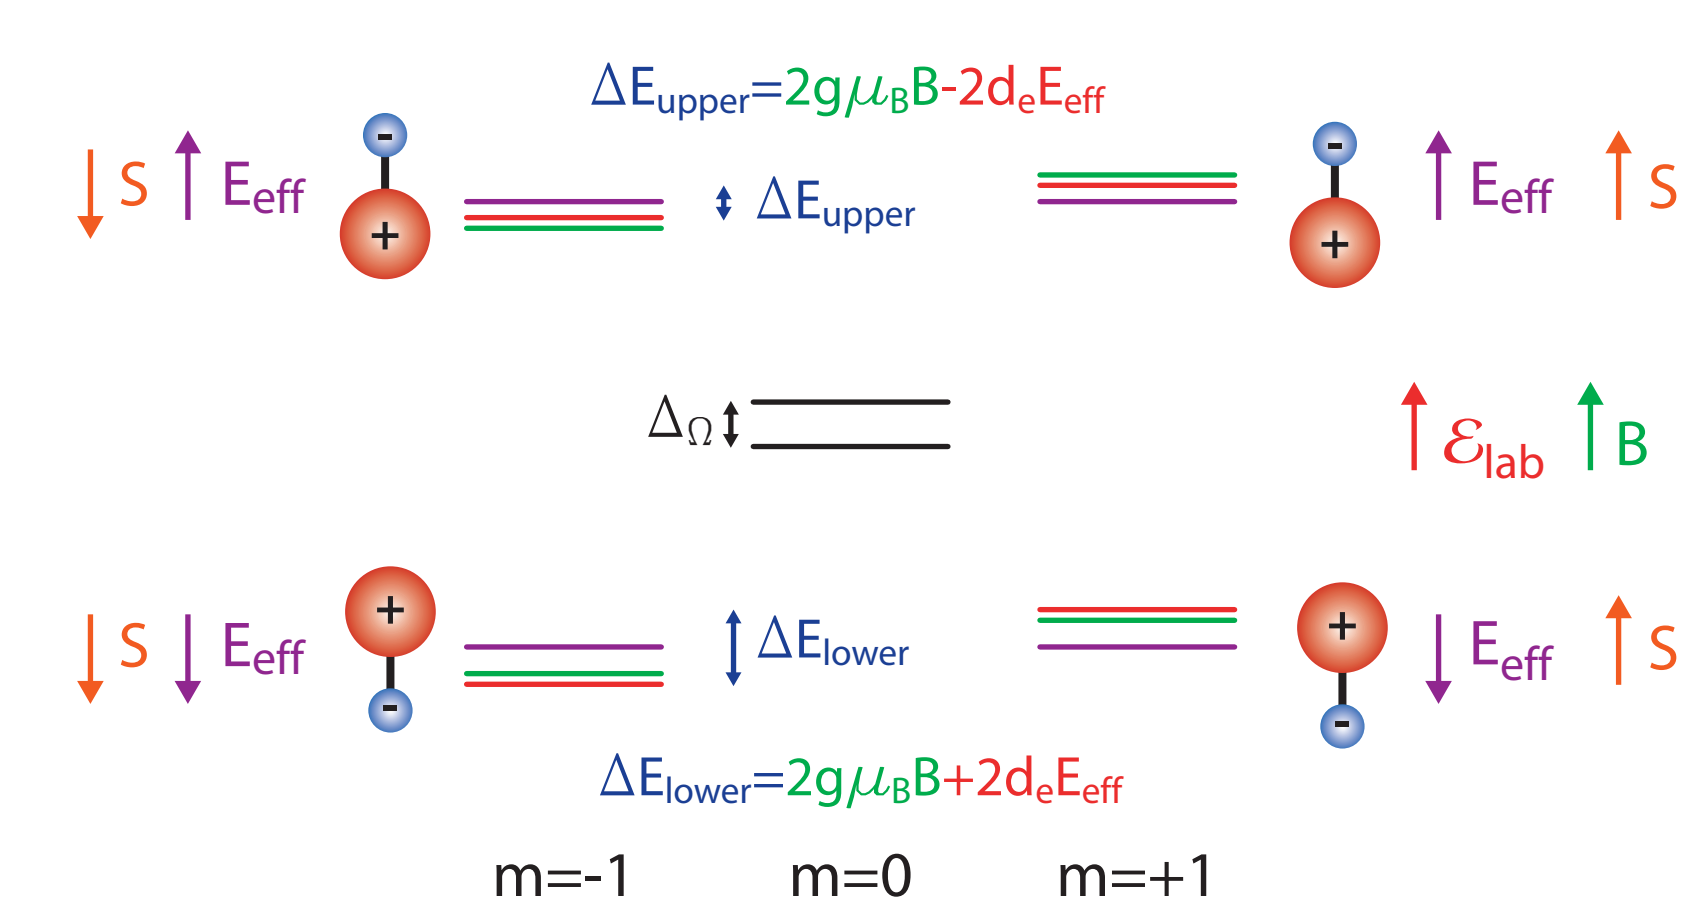 ΔE_upper=2gμ_BB-2d_eE_eff
S E_eff - + ΔE_upper - + E_eff S
Δ_Ω ℰ_lab B
S E_eff + - ΔE_lower + - E_eff S
ΔE_lower=2gμ_BB+2d_eE_eff
m=-1 m=0 m=+1